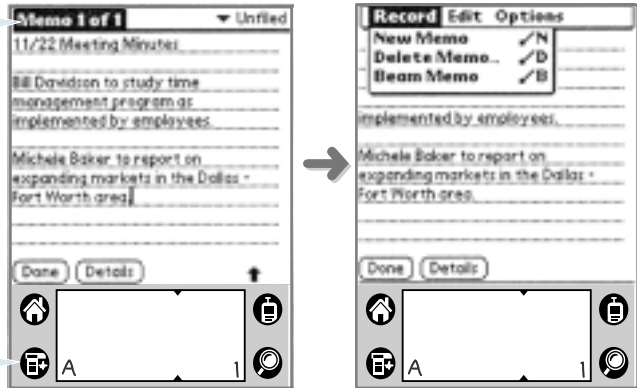 Memo 1 of 1
Unfiled
11/22 Meeting Minutes
Bill Davidson to study time
management program as
implemented by employees.
Michele Baker to report on
expanding markets in the Dallas -
Fort Worth area.
Done
Details
A
1
Record Edit Options
New Memo /N
Delete Memo... /D
Beam Memo /B
implemented by employees.
Michele Baker to report on
expanding markets in the Dallas -
Fort Worth area.
Done
Details
A
1